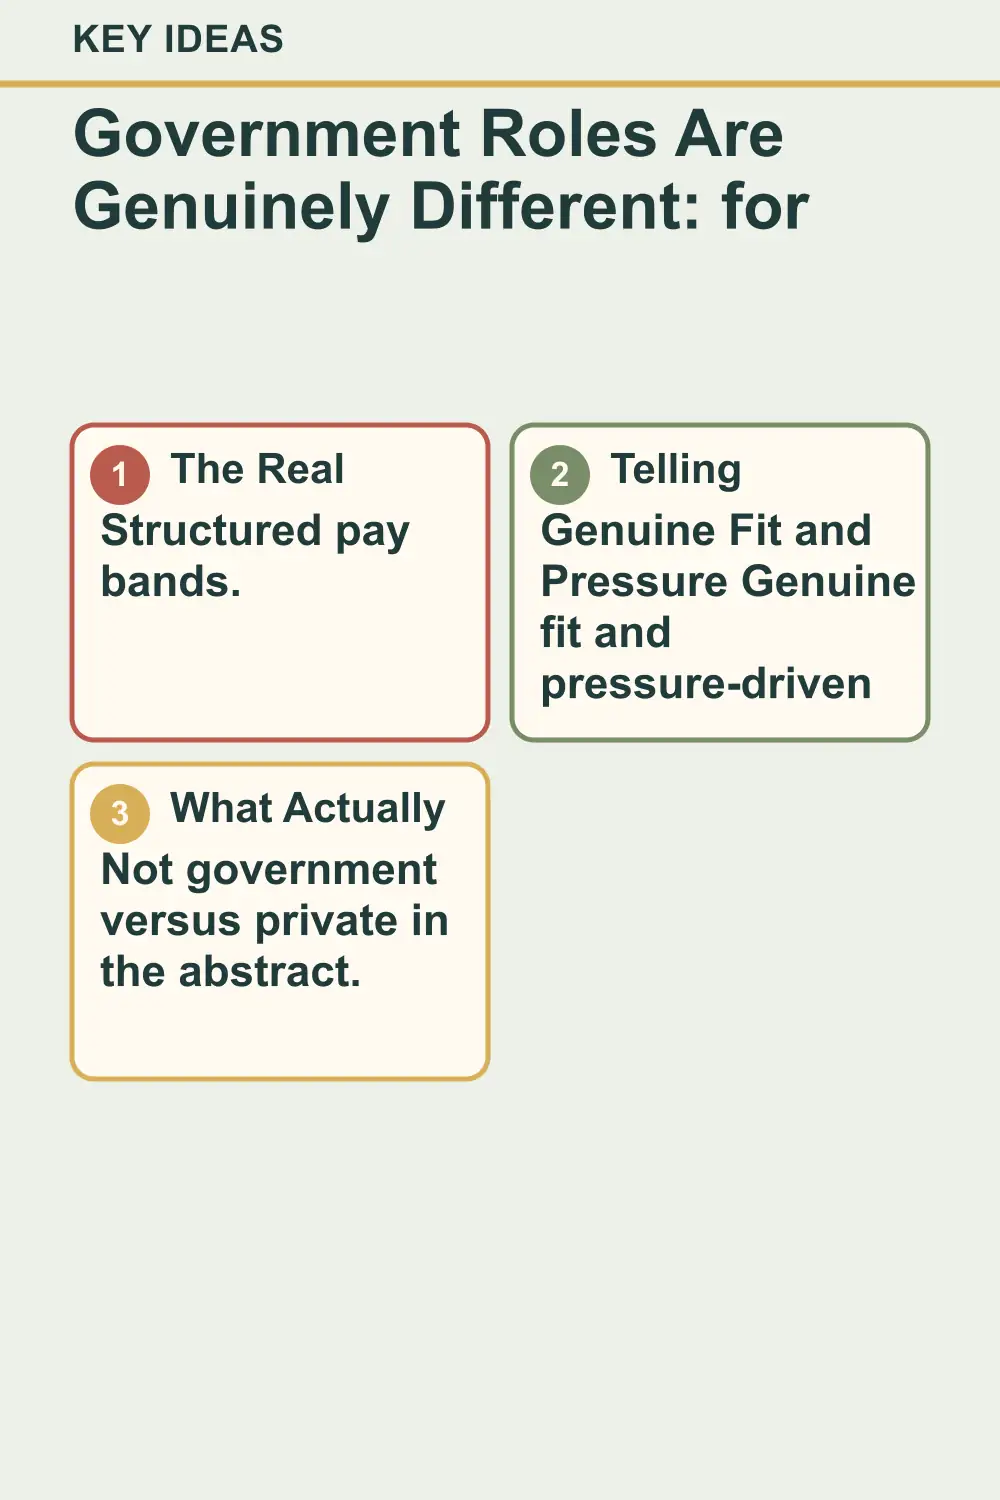 KEY IDEAS
Government Roles Are
Genuinely Different: for
1 The Real
Structured pay
bands.
2 Telling
Genuine Fit and
Pressure Genuine
fit and
pressure-driven
3 What Actually
Not government
versus private in
the abstract.